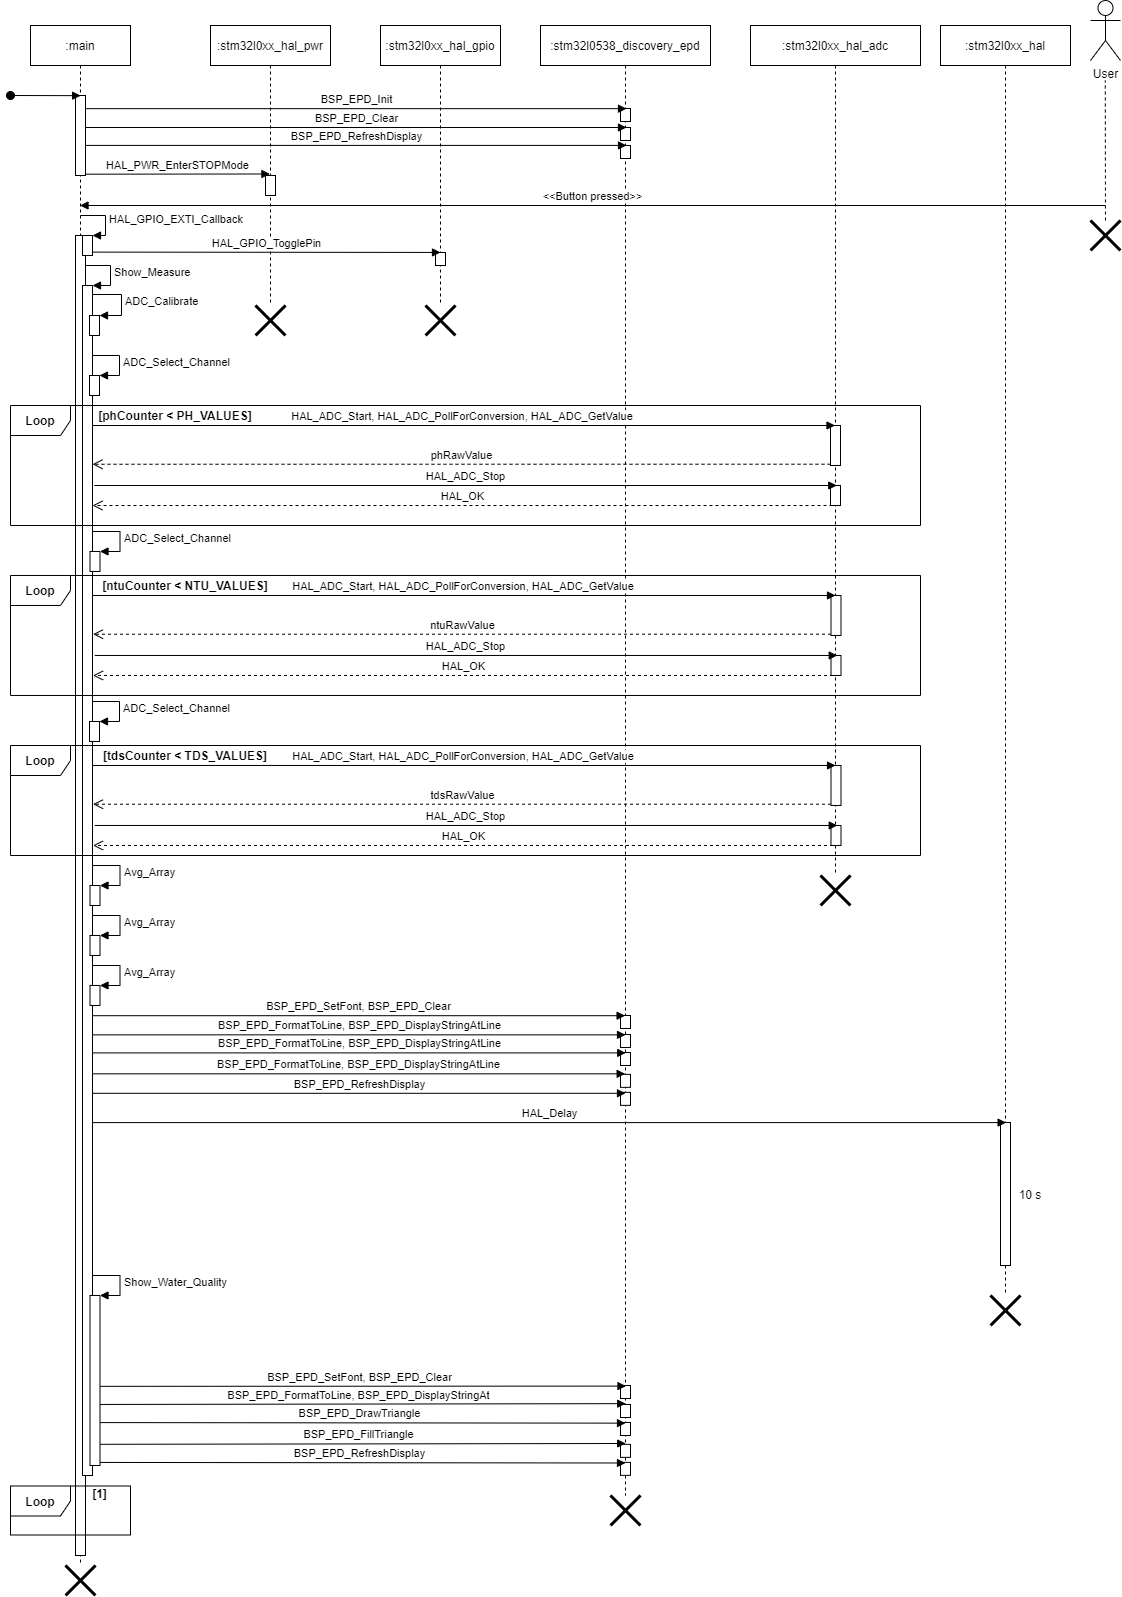 :main
:stm32l0xx_hal_pwr
:stm32l0xx_hal_gpio
:stm32l0538_discovery_epd
:stm32l0xx_hal_adc
:stm32l0xx_hal
User
BSP_EPD_Init
BSP_EPD_Clear
BSP_EPD_RefreshDisplay
HAL_PWR_EnterSTOPMode
<<Button pressed>>
HAL_GPIO_EXTI_Callback
HAL_GPIO_TogglePin
Show_Measure
ADC_Calibrate
ADC_Select_Channel
Loop
[phCounter < PH_VALUES]
HAL_ADC_Start, HAL_ADC_PollForConversion, HAL_ADC_GetValue
phRawValue
HAL_ADC_Stop
HAL_OK
ADC_Select_Channel
Loop
[ntuCounter < NTU_VALUES]
HAL_ADC_Start, HAL_ADC_PollForConversion, HAL_ADC_GetValue
ntuRawValue
HAL_ADC_Stop
HAL_OK
ADC_Select_Channel
Loop
[tdsCounter < TDS_VALUES]
HAL_ADC_Start, HAL_ADC_PollForConversion, HAL_ADC_GetValue
tdsRawValue
HAL_ADC_Stop
HAL_OK
Avg_Array
Avg_Array
Avg_Array
BSP_EPD_SetFont, BSP_EPD_Clear
BSP_EPD_FormatToLine, BSP_EPD_DisplayStringAtLine
BSP_EPD_FormatToLine, BSP_EPD_DisplayStringAtLine
BSP_EPD_FormatToLine, BSP_EPD_DisplayStringAtLine
BSP_EPD_RefreshDisplay
HAL_Delay
10 s
Show_Water_Quality
BSP_EPD_SetFont, BSP_EPD_Clear
BSP_EPD_FormatToLine, BSP_EPD_DisplayStringAt
BSP_EPD_DrawTriangle
BSP_EPD_FillTriangle
BSP_EPD_RefreshDisplay
Loop
[1]